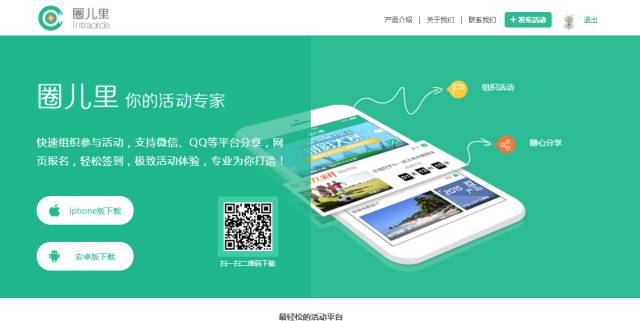 圈儿里
Intracircle
产品介绍 | 关于我们 | 联系我们
+ 发布活动
退出
圈儿里 你的活动专家
快速组织参与活动，支持微信、QQ等平台分享，网
页报名，轻松签到，极致活动体验，专业为你打造！
iphone版下载
安卓版下载
扫一扫二维码下载
组织活动
随心分享
2015
最轻松的活动平台